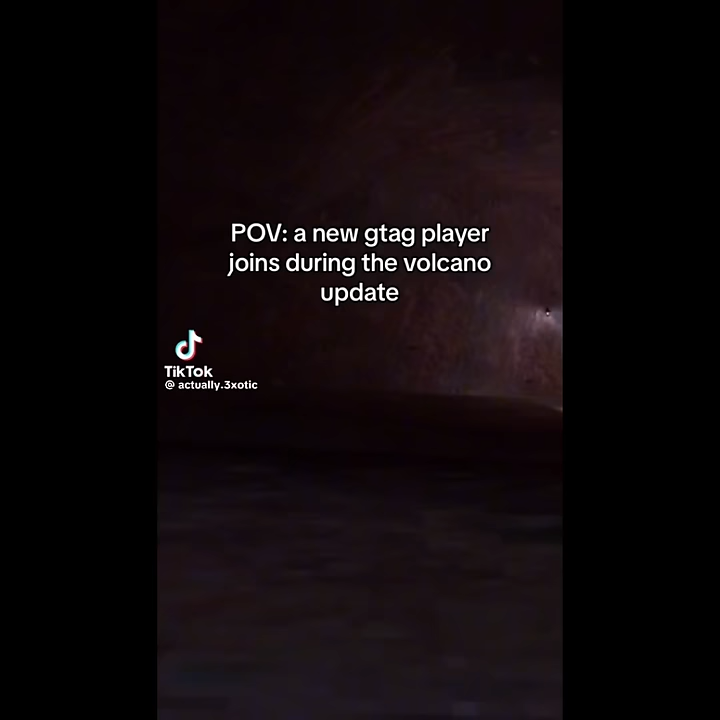 POV: a new gtag player
joins during the volcano
update
TikTok
@ actually.3xotic